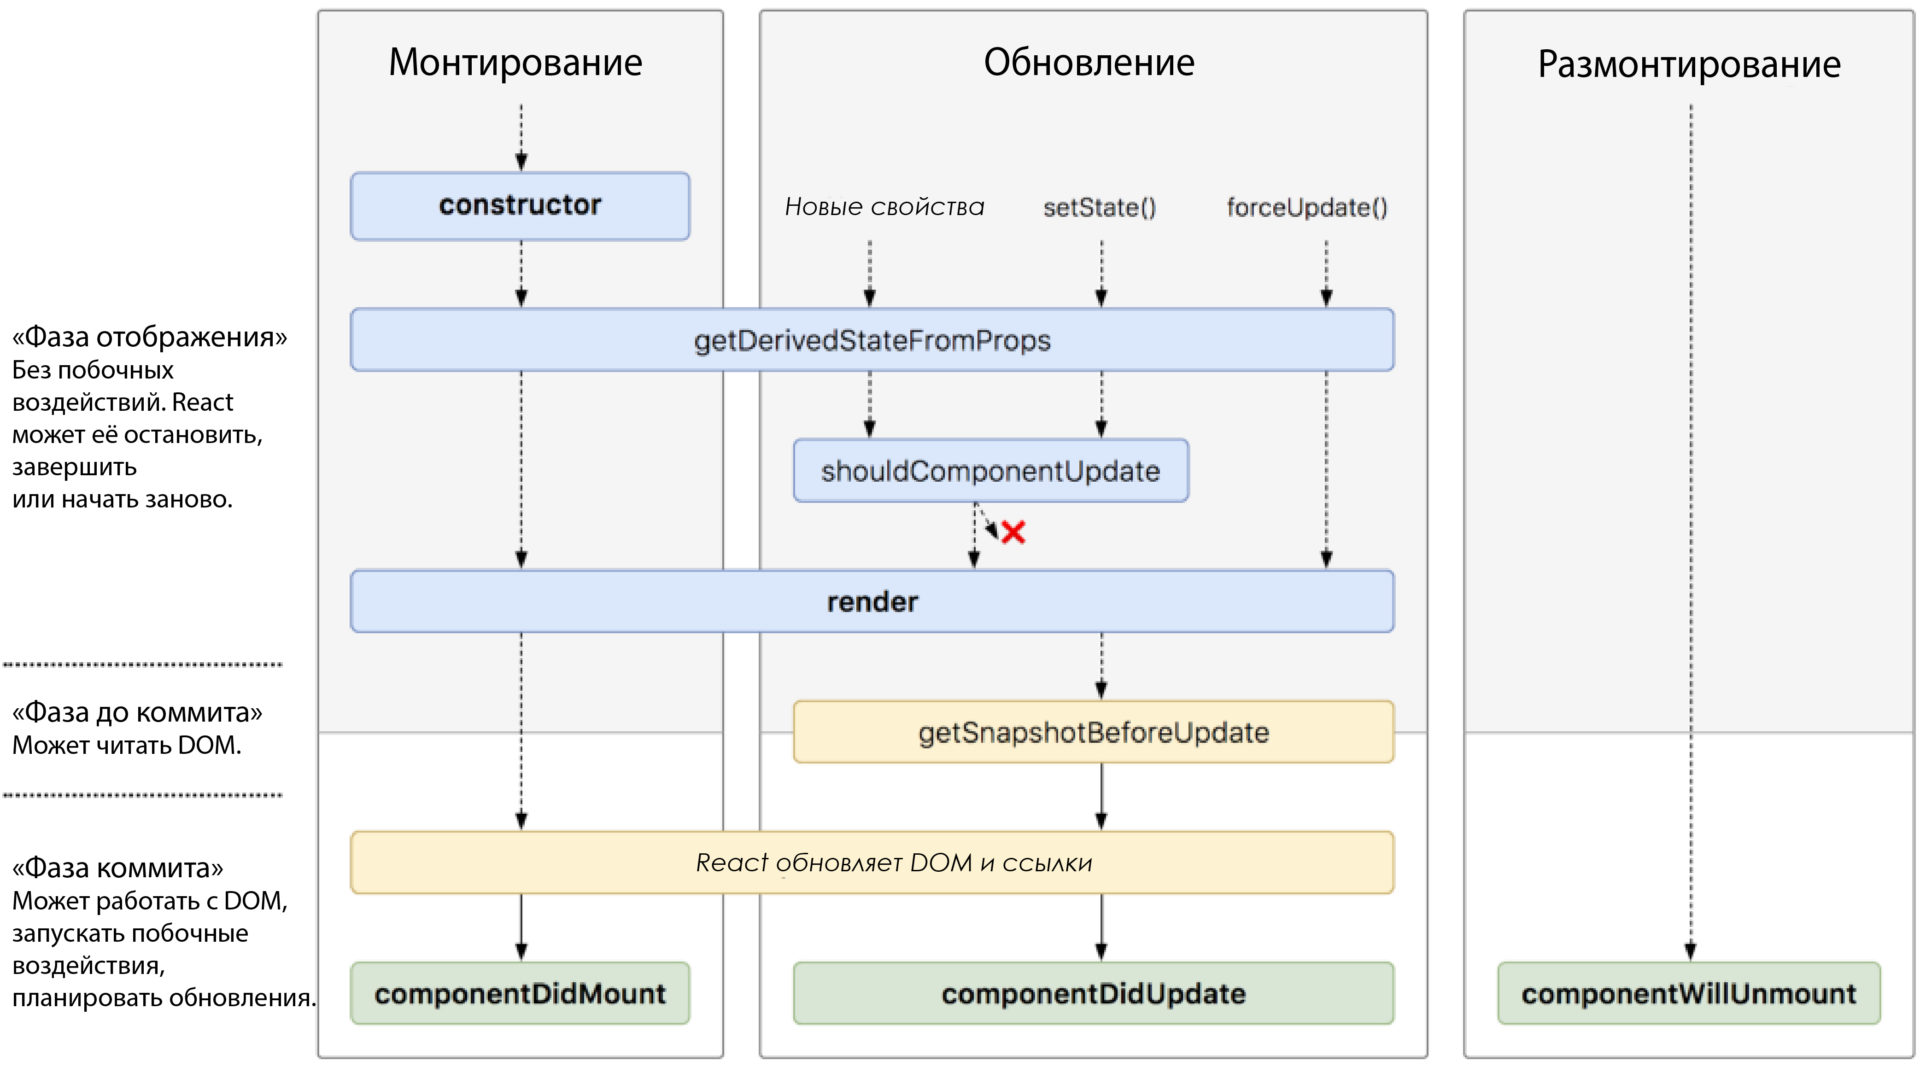 Монтирование
Обновление
Размонтирование
constructor
Новые свойства
setState()
forceUpdate()
«Фаза отображения»
Без побочных
воздействий. React
может её остановить,
завершить
или начать заново.
getDerivedStateFromProps
shouldComponentUpdate
render
«Фаза до коммита»
Может читать DOM.
getSnapshotBeforeUpdate
«Фаза коммита»
Может работать с DOM,
запускать побочные
воздействия,
планировать обновления.
React обновляет DOM и ссылки
componentDidMount
componentDidUpdate
componentWillUnmount